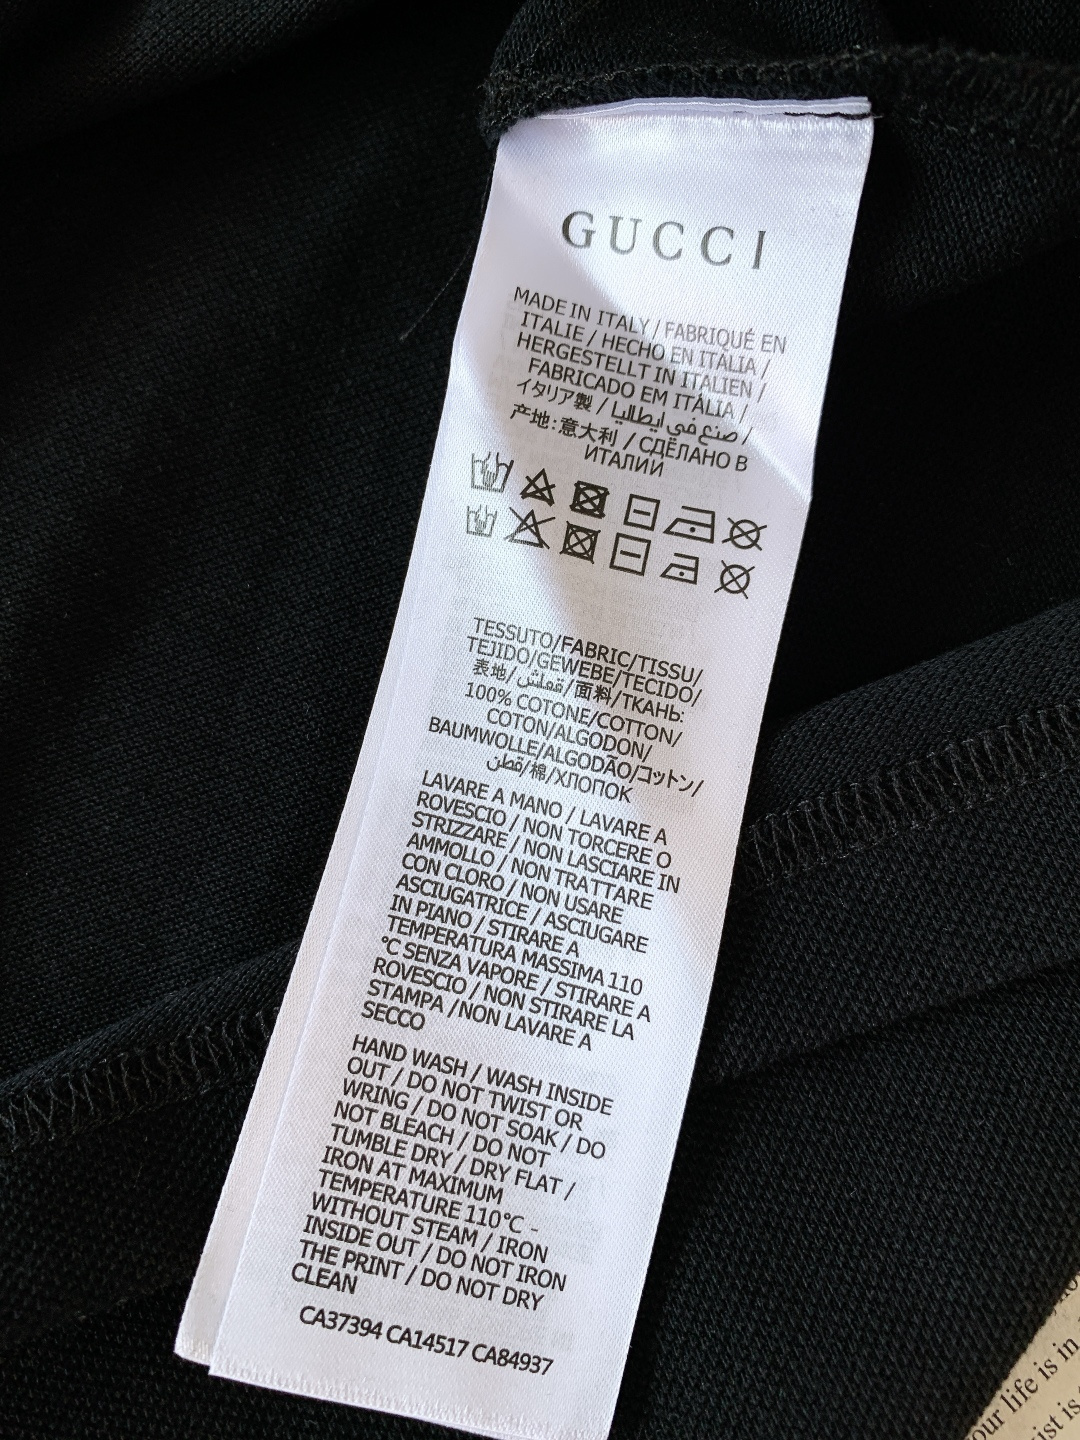 GUCCI
MADE IN ITALY / FABRIQUÉ EN
ITALIE / HECHO EN ITALIA /
HERGESTELLT IN ITALIEN /
FABRICADO EM ITÁLIA /
イタリア製 / صنع في ايطاليا /
产地:意大利 / СДЕЛАНО В
ИТАЛИИ
TESSUTO/FABRIC/TISSU/
TEJIDO/GEWEBE/TECIDO/
表地/قماش/面料/ТКАНЬ:
100% COTONE/COTTON/
COTON/ALGODON/
BAUMWOLLE/ALGODÃO/コットン/
قطن/棉/ХЛОПОК
LAVARE A MANO / LAVARE A
ROVESCIO / NON TORCERE O
STRIZZARE / NON LASCIARE IN
AMMOLLO / NON TRATTARE
CON CLORO / NON USARE
ASCIUGATRICE / ASCIUGARE
IN PIANO / STIRARE A
TEMPERATURA MASSIMA 110
°C SENZA VAPORE / STIRARE A
ROVESCIO / NON STIRARE LA
STAMPA /NON LAVARE A
SECCO
HAND WASH / WASH INSIDE
OUT / DO NOT TWIST OR
WRING / DO NOT SOAK / DO
NOT BLEACH / DO NOT
TUMBLE DRY / DRY FLAT /
IRON AT MAXIMUM
TEMPERATURE 110°C -
WITHOUT STEAM / IRON
INSIDE OUT / DO NOT IRON
THE PRINT / DO NOT DRY
CLEAN
CA37394 CA14517 CA84937
life is in
is